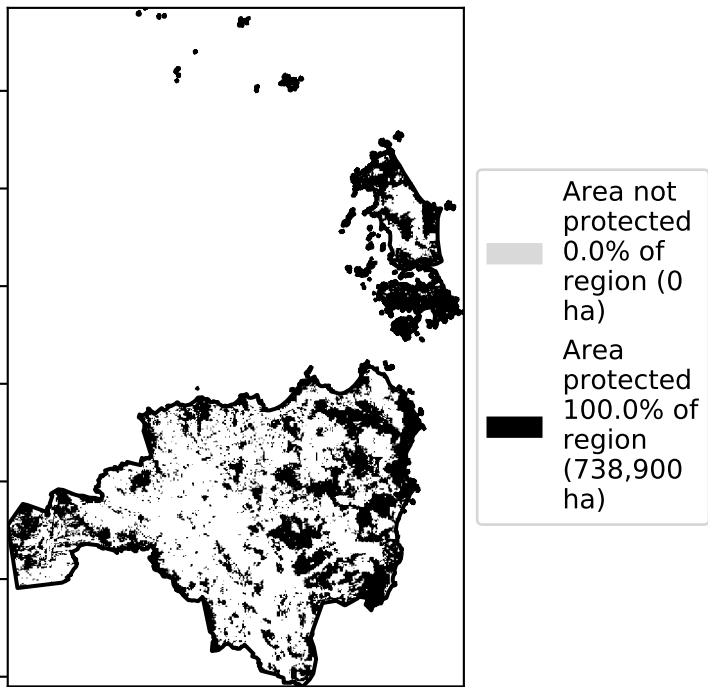 Area not
protected
0.0% of
region (0
ha)
Area
protected
100.0% of
region
(738,900
ha)